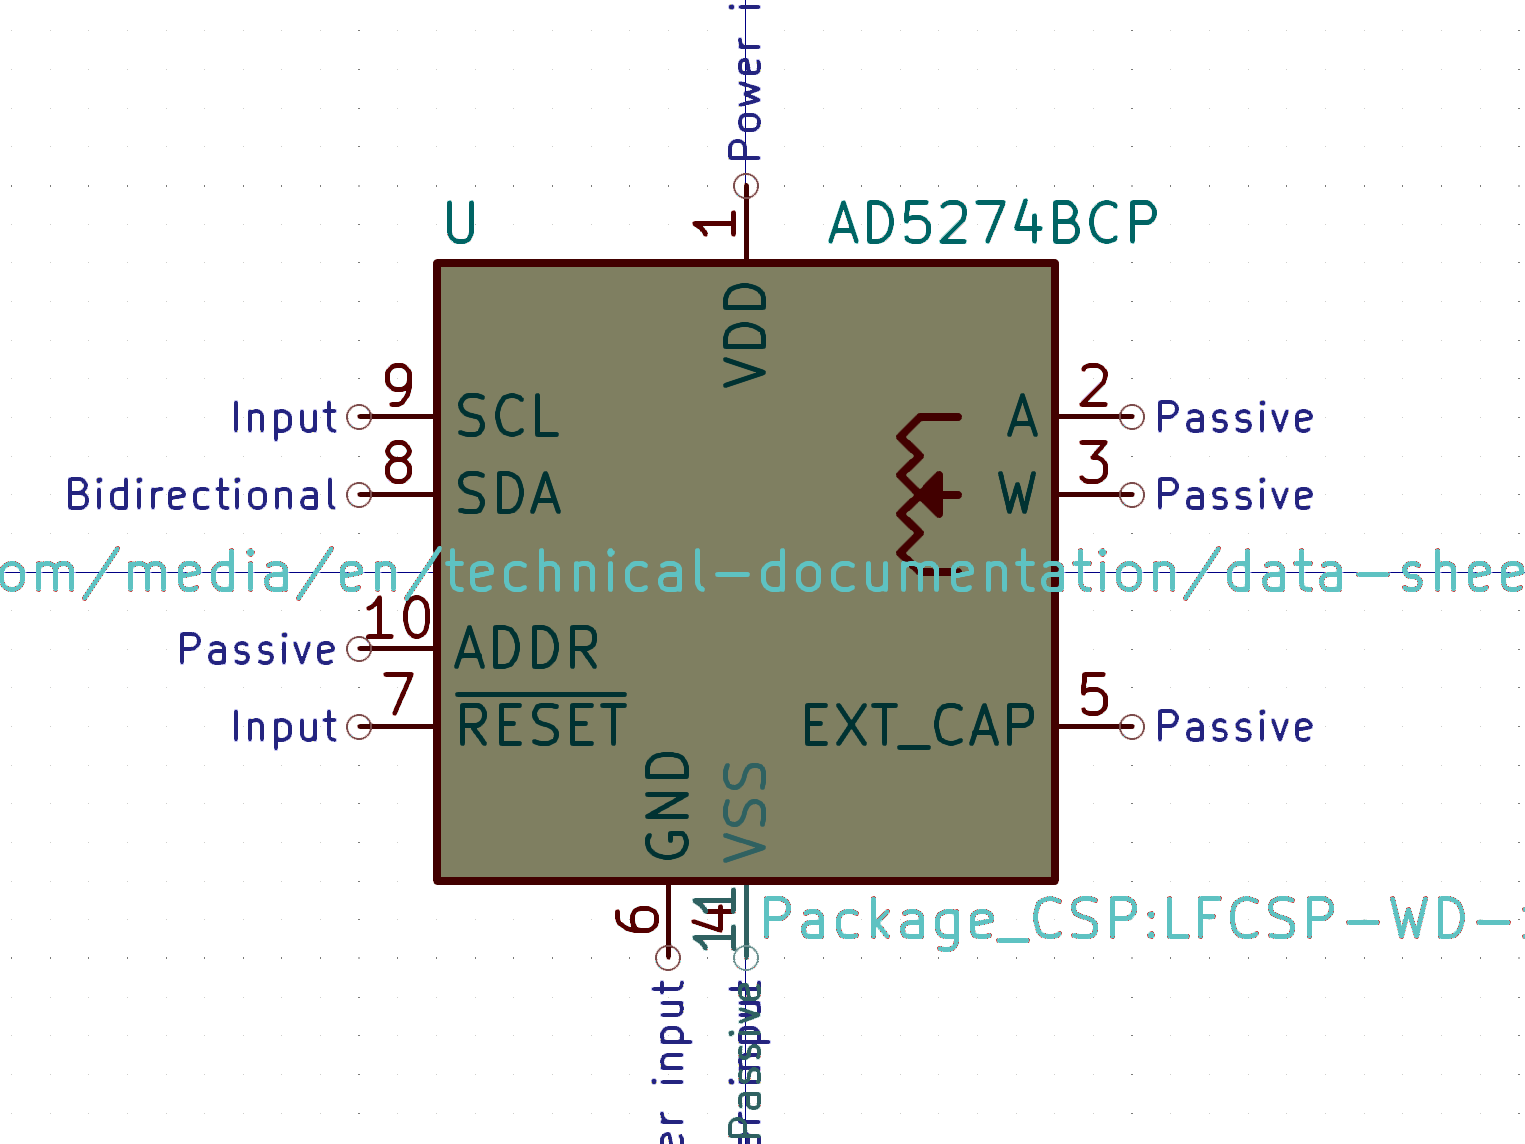 Power i
U
AD5274BCP
1
VDD
9
Input
SCL
A
2
Passive
8
Bidirectional
SDA
W
3
Passive
om/media/en/technical-documentation/data-shee
10
Passive
ADDR
7
Input
RESET
EXT_CAP
5
Passive
GND
VSS
6
4
11
Package_CSP:LFCSP-WD-
er input
input
Passive